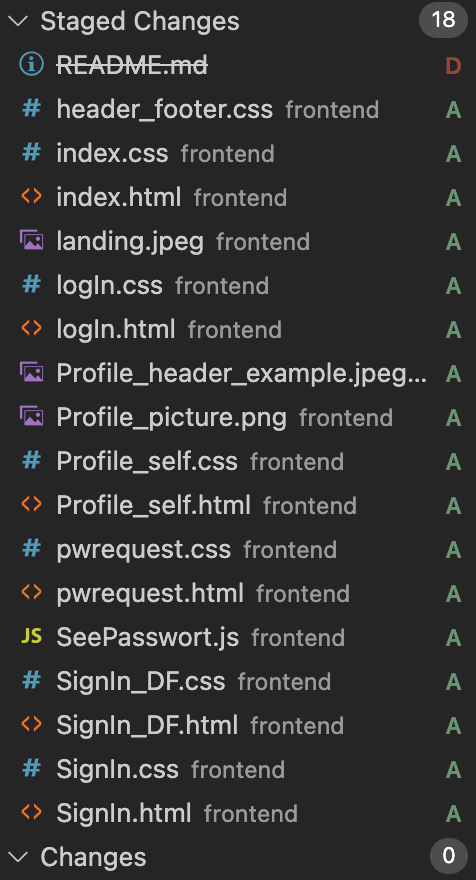 Staged Changes 18
README.md D
# header_footer.css frontend A
# index.css frontend A
<> index.html frontend A
landing.jpeg frontend A
# logIn.css frontend A
<> logIn.html frontend A
Profile_header_example.jpeg... A
Profile_picture.png frontend A
# Profile_self.css frontend A
<> Profile_self.html frontend A
# pwrequest.css frontend A
<> pwrequest.html frontend A
JS SeePasswort.js frontend A
# SignIn_DF.css frontend A
<> SignIn_DF.html frontend A
# SignIn.css frontend A
<> SignIn.html frontend A
Changes 0